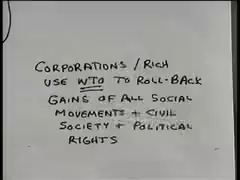 CORPORATIONS / RICH
USE WTO TO ROLL-BACK
GAINS OF ALL SOCIAL
MOVEMENTS + CIVIL
SOCIETY + POLITICAL
RIGHTS